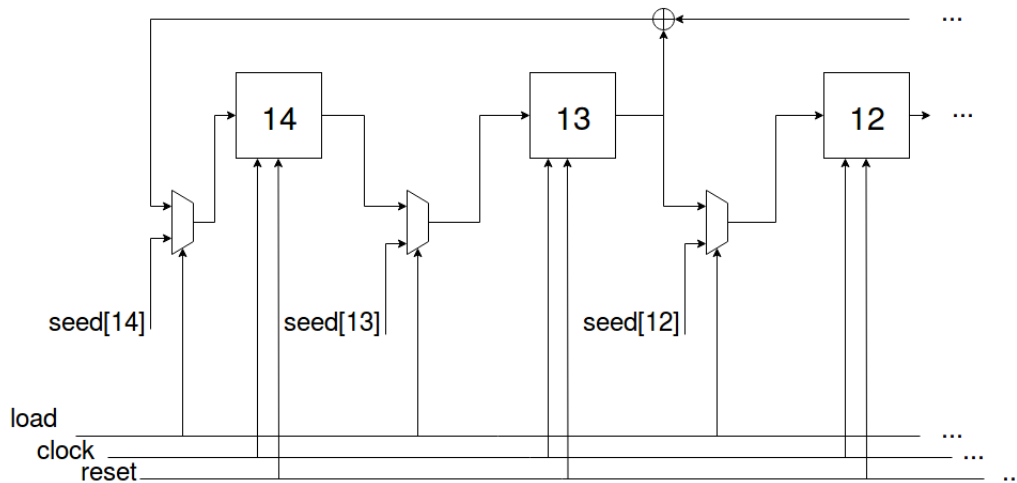 ...
14
13
12
...
seed[14]
seed[13]
seed[12]
load
...
clock
...
reset
..